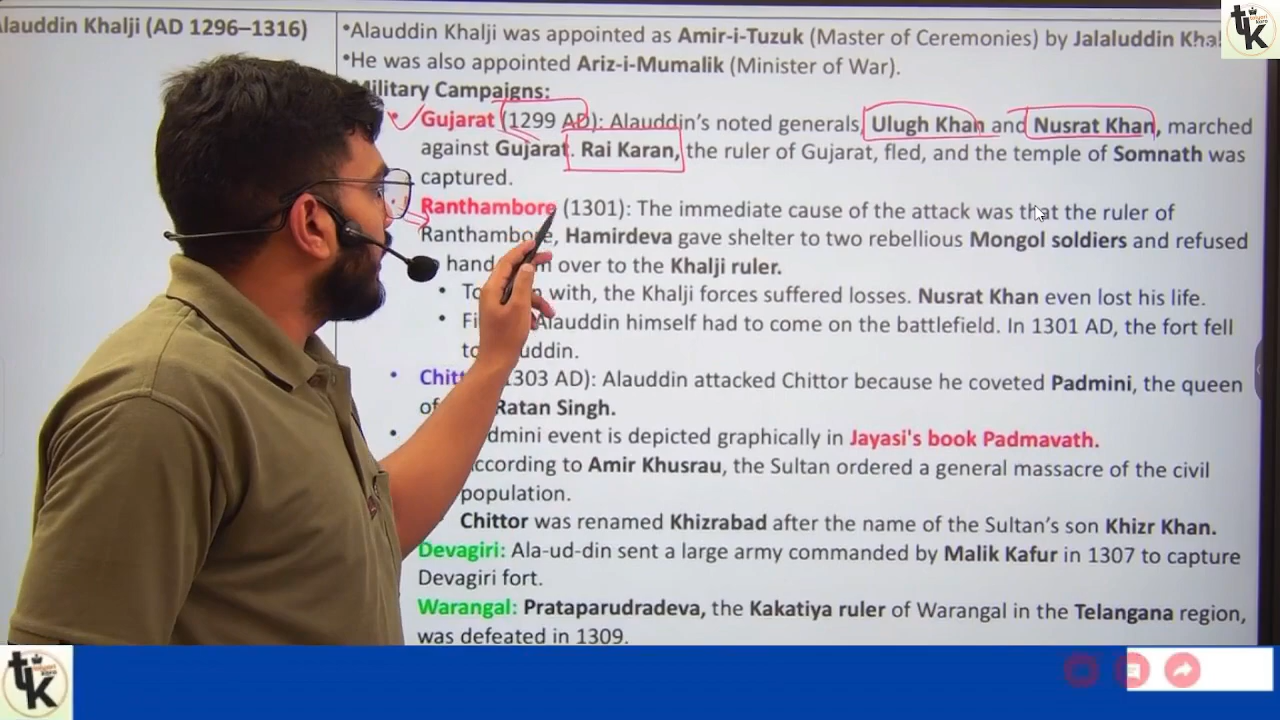 lauddin Khalji (AD 1296–1316)
•Alauddin Khalji was appointed as Amir-i-Tuzuk (Master of Ceremonies) by Jalaluddin Kha
•He was also appointed Ariz-i-Mumalik (Minister of War).
Military Campaigns:
• Gujarat (1299 AD): Alauddin's noted generals, Ulugh Khan and Nusrat Khan, marched
against Gujarat. Rai Karan, the ruler of Gujarat, fled, and the temple of Somnath was
captured.
Ranthambore (1301): The immediate cause of the attack was that the ruler of
Ranthambore, Hamirdeva gave shelter to two rebellious Mongol soldiers and refused
hand over to the Khalji ruler.
• with, the Khalji forces suffered losses. Nusrat Khan even lost his life.
• Alauddin himself had to come on the battlefield. In 1301 AD, the fort fell
to uddin.
• Chitt 303 AD): Alauddin attacked Chittor because he coveted Padmini, the queen
of Ratan Singh.
• dmini event is depicted graphically in Jayasi's book Padmavath.
ccording to Amir Khusrau, the Sultan ordered a general massacre of the civil
population.
Chittor was renamed Khizrabad after the name of the Sultan's son Khizr Khan.
Devagiri: Ala-ud-din sent a large army commanded by Malik Kafur in 1307 to capture
Devagiri fort.
Warangal: Prataparudradeva, the Kakatiya ruler of Warangal in the Telangana region,
was defeated in 1309.